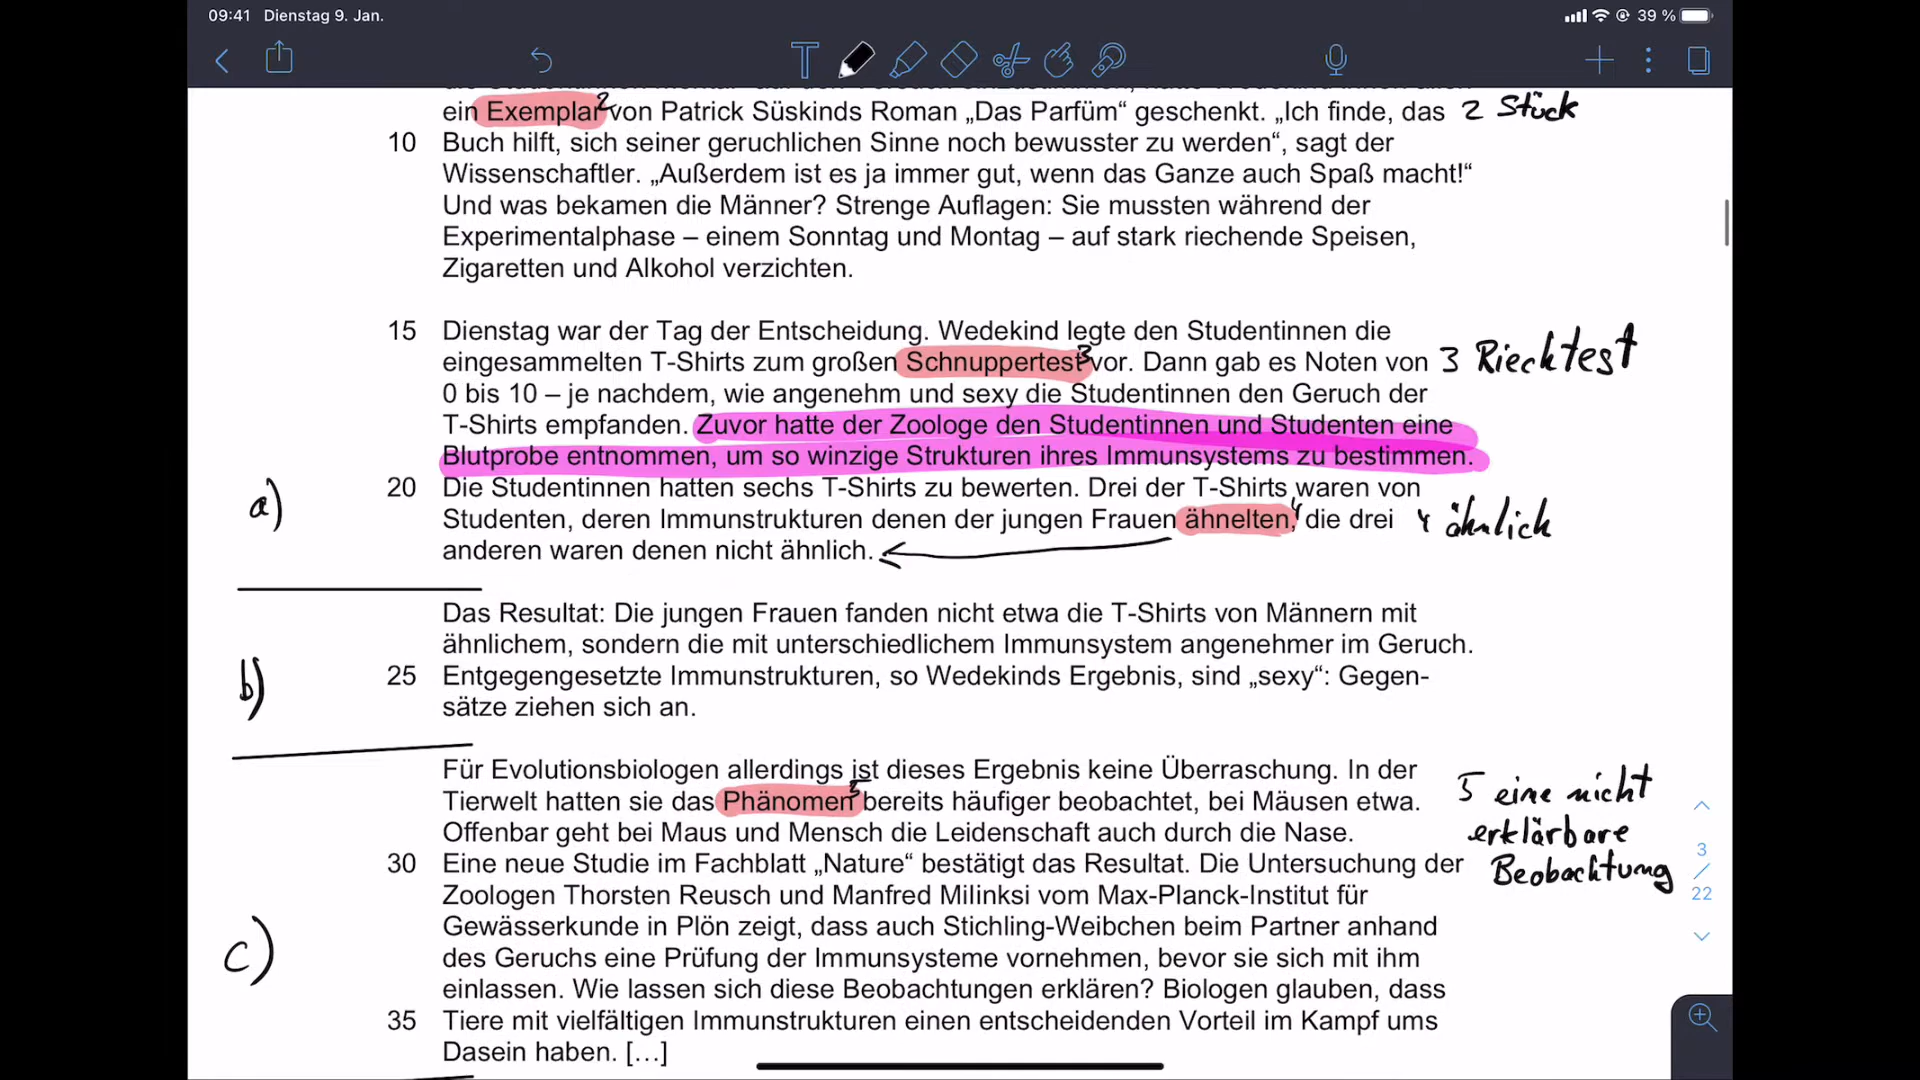 09:41 Dienstag 9. Jan.
39 %
ein Exemplar² von Patrick Süskinds Roman „Das Parfüm“ geschenkt. „Ich finde, das 2 Stück
10 Buch hilft, sich seiner geruchlichen Sinne noch bewusster zu werden“, sagt der
Wissenschaftler. „Außerdem ist es ja immer gut, wenn das Ganze auch Spaß macht!“
Und was bekamen die Männer? Strenge Auflagen: Sie mussten während der
Experimentalphase – einem Sonntag und Montag – auf stark riechende Speisen,
Zigaretten und Alkohol verzichten.
15 Dienstag war der Tag der Entscheidung. Wedekind legte den Studentinnen die
eingesammelten T-Shirts zum großen Schnuppertest³ vor. Dann gab es Noten von 3 Riechtest
0 bis 10 – je nachdem, wie angenehm und sexy die Studentinnen den Geruch der
T-Shirts empfanden. Zuvor hatte der Zoologe den Studentinnen und Studenten eine
Blutprobe entnommen, um so winzige Strukturen ihres Immunsystems zu bestimmen.
a) 20 Die Studentinnen hatten sechs T-Shirts zu bewerten. Drei der T-Shirts waren von
Studenten, deren Immunstrukturen denen der jungen Frauen ähnelten,⁴ die drei 4 ähnlich
anderen waren denen nicht ähnlich.
Das Resultat: Die jungen Frauen fanden nicht etwa die T-Shirts von Männern mit
ähnlichem, sondern die mit unterschiedlichem Immunsystem angenehmer im Geruch.
b) 25 Entgegengesetzte Immunstrukturen, so Wedekinds Ergebnis, sind „sexy“: Gegen-
sätze ziehen sich an.
Für Evolutionsbiologen allerdings ist dieses Ergebnis keine Überraschung. In der
Tierwelt hatten sie das Phänomen⁵ bereits häufiger beobachtet, bei Mäusen etwa. 5 eine nicht
Offenbar geht bei Maus und Mensch die Leidenschaft auch durch die Nase. erklärbare
30 Eine neue Studie im Fachblatt „Nature“ bestätigt das Resultat. Die Untersuchung der Beobachtung
Zoologen Thorsten Reusch und Manfred Milinksi vom Max-Planck-Institut für
Gewässerkunde in Plön zeigt, dass auch Stichling-Weibchen beim Partner anhand
c) des Geruchs eine Prüfung der Immunsysteme vornehmen, bevor sie sich mit ihm
einlassen. Wie lassen sich diese Beobachtungen erklären? Biologen glauben, dass
35 Tiere mit vielfältigen Immunstrukturen einen entscheidenden Vorteil im Kampf ums
Dasein haben. [...]
3
/
22